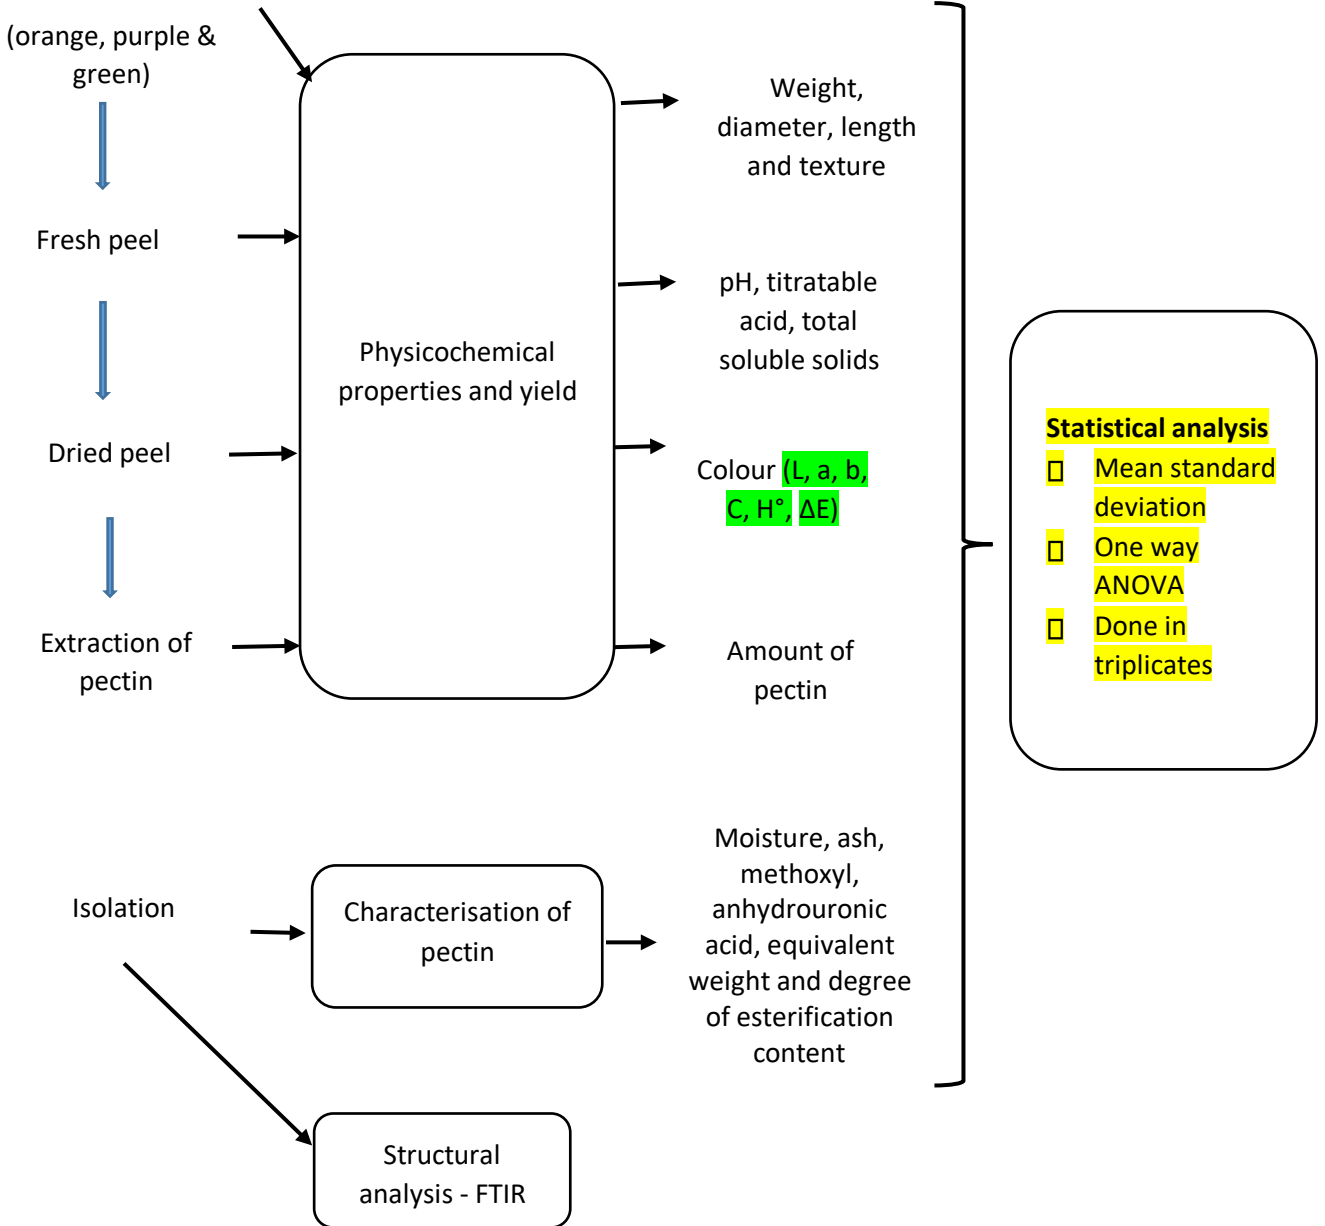 (orange, purple &
green)
Fresh peel
Dried peel
Extraction of
pectin
Physicochemical
properties and yield
Weight,
diameter, length
and texture
pH, titratable
acid, total
soluble solids
Colour (L, a, b,
C, H°, ΔE)
Amount of
pectin
Statistical analysis
Mean standard
deviation
One way
ANOVA
Done in
triplicates
Isolation
Characterisation of
pectin
Moisture, ash,
methoxyl,
anhydrouronic
acid, equivalent
weight and degree
of esterification
content
Structural
analysis - FTIR